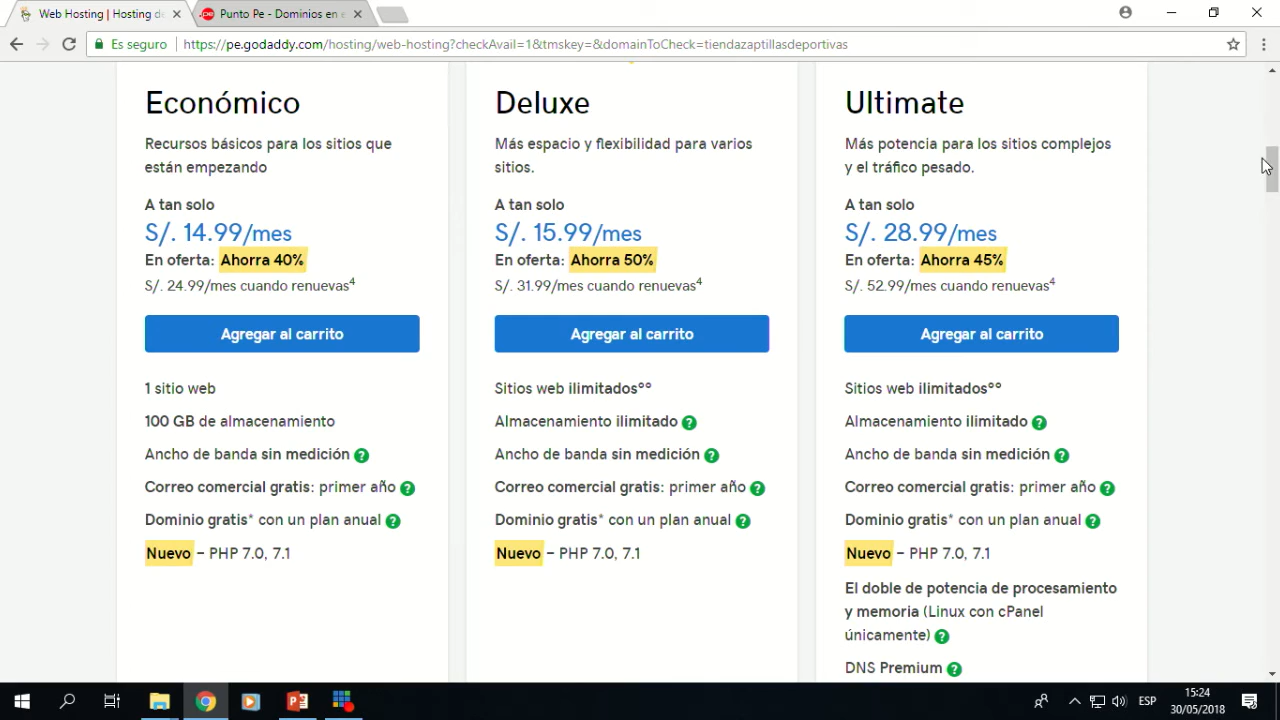 Web Hosting | Hosting de
Punto Pe - Dominios en e
Es seguro
https://pe.godaddy.com/hosting/web-hosting?checkAvail=1&tmskey=&domainToCheck=tiendazaptillasdeportivas
Económico
Recursos básicos para los sitios que
están empezando
A tan solo
S/. 14.99/mes
En oferta: Ahorra 40%
S/. 24.99/mes cuando renuevas4
Agregar al carrito
1 sitio web
100 GB de almacenamiento
Ancho de banda sin medición ?
Correo comercial gratis: primer año ?
Dominio gratis* con un plan anual ?
Nuevo – PHP 7.0, 7.1
Deluxe
Más espacio y flexibilidad para varios
sitios.
A tan solo
S/. 15.99/mes
En oferta: Ahorra 50%
S/. 31.99/mes cuando renuevas4
Agregar al carrito
Sitios web ilimitados°°
Almacenamiento ilimitado ?
Ancho de banda sin medición ?
Correo comercial gratis: primer año ?
Dominio gratis* con un plan anual ?
Nuevo – PHP 7.0, 7.1
Ultimate
Más potencia para los sitios complejos
y el tráfico pesado.
A tan solo
S/. 28.99/mes
En oferta: Ahorra 45%
S/. 52.99/mes cuando renuevas4
Agregar al carrito
Sitios web ilimitados°°
Almacenamiento ilimitado ?
Ancho de banda sin medición ?
Correo comercial gratis: primer año ?
Dominio gratis* con un plan anual ?
Nuevo – PHP 7.0, 7.1
El doble de potencia de procesamiento
y memoria (Linux con cPanel
únicamente) ?
DNS Premium ?
ESP
15:24
30/05/2018